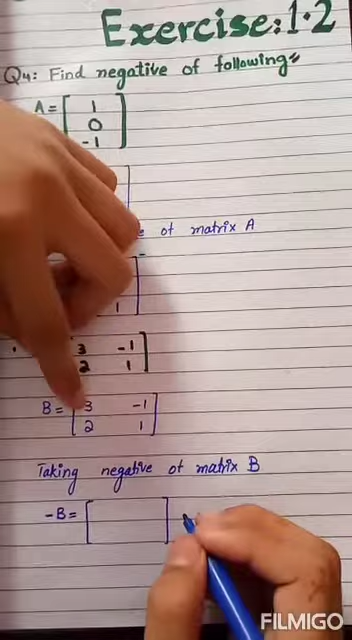 Exercise:1.2
Q4: Find negative of following:
A = [ 1
0
-1 ]
of matrix A
1
3 -1
2 1
B = [ 3 -1
2 1 ]
Taking negative of matrix B
-B = [ ]
FILMIGO